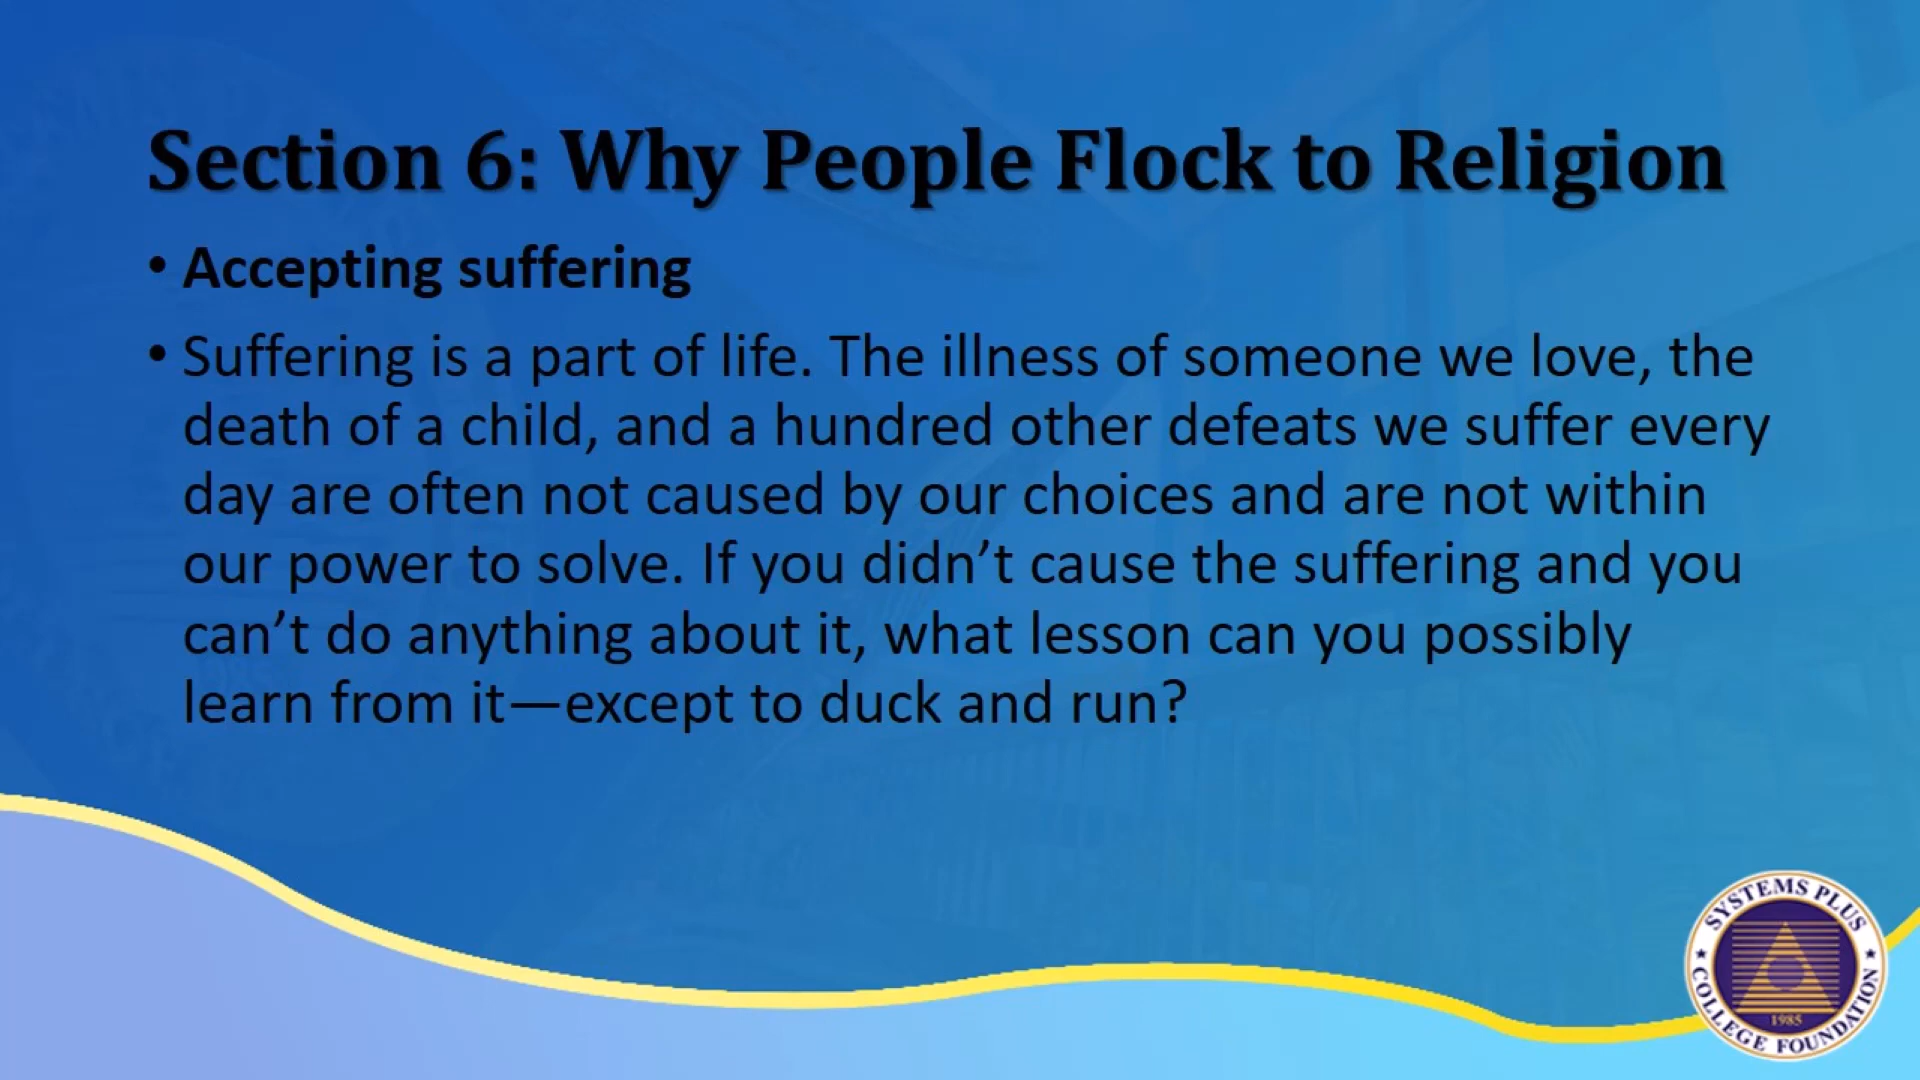 Section 6: Why People Flock to Religion
• Accepting suffering
• Suffering is a part of life. The illness of someone we love, the
death of a child, and a hundred other defeats we suffer every
day are often not caused by our choices and are not within
our power to solve. If you didn’t cause the suffering and you
can’t do anything about it, what lesson can you possibly
learn from it—except to duck and run?
SYSTEMS PLUS
COLLEGE FOUNDATION
1985